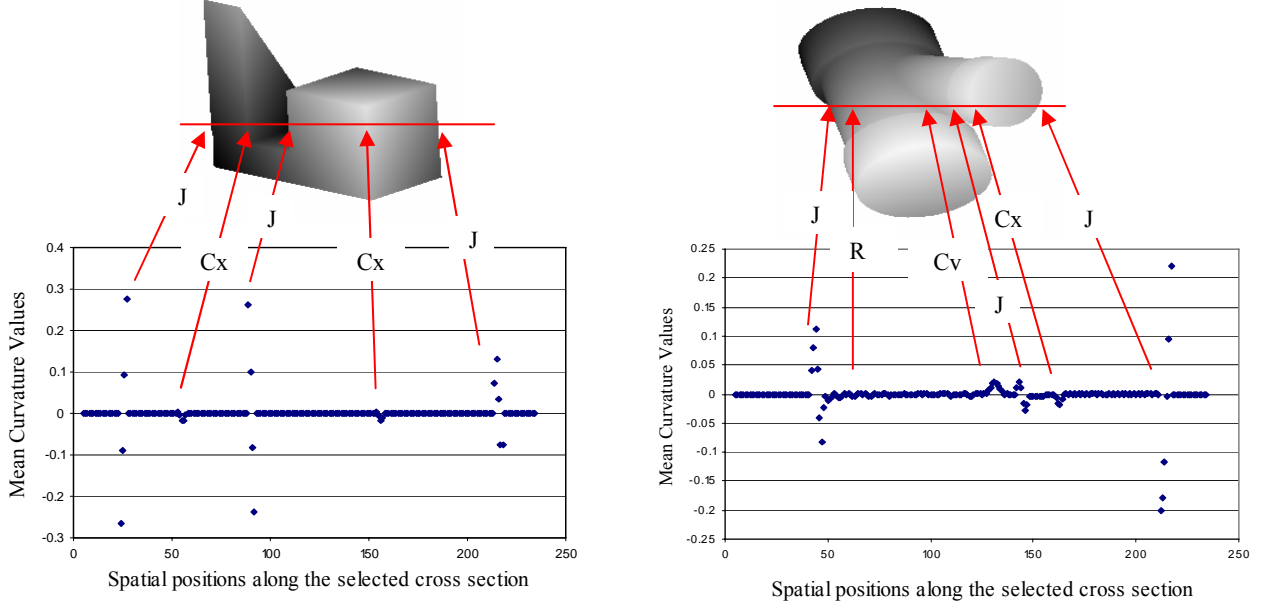 J
Cx
J
Cx
J
Mean Curvature Values
0.4
0.3
0.2
0.1
0
-0.1
-0.2
-0.3
0
50
100
150
200
250
Spatial positions along the selected cross section
J
R
Cv
J
Cx
J
Mean Curvature Values
0.25
0.2
0.15
0.1
0.05
0
-0.05
-0.1
-0.15
-0.2
-0.25
0
50
100
150
200
250
Spatial positions along the selected cross section